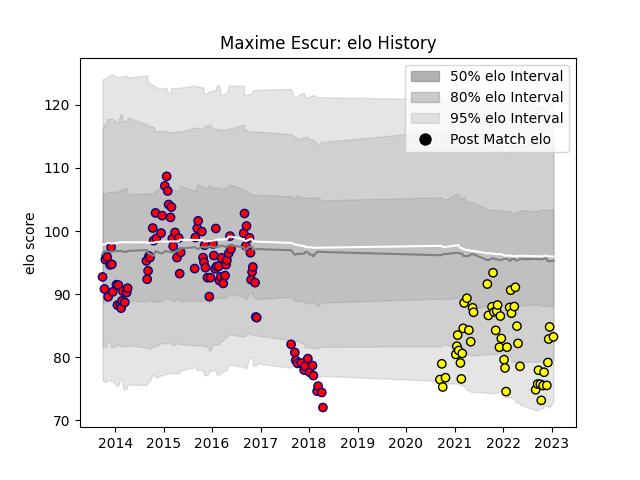 Maxime Escur: elo History
50% elo Interval
80% elo Interval
95% elo Interval
Post Match elo
elo score
120
110
100
90
80
70
2014 2015 2016 2017 2018 2019 2020 2021 2022 2023